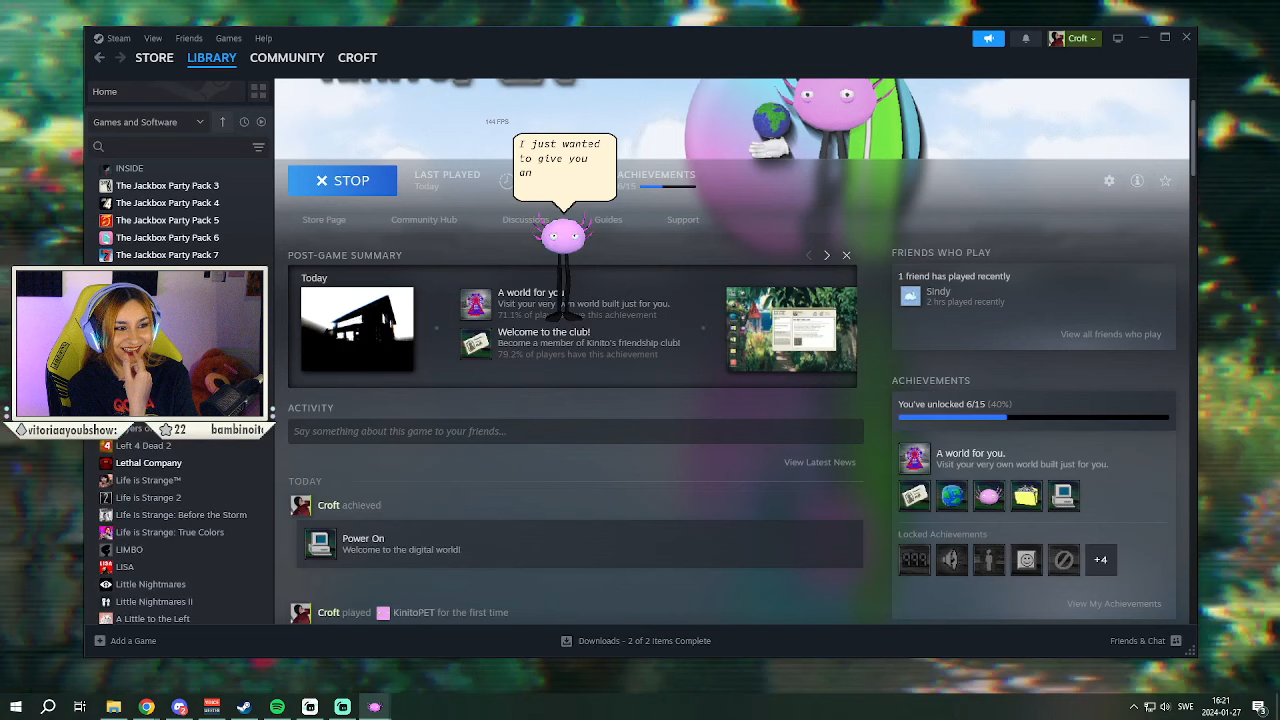 Steam View Friends Games Help
Croft
STORE LIBRARY COMMUNITY CROFT
Home
Games and Software
144 FPS
I just wanted
to give you
an
STOP
LAST PLAYED
Today
ACHIEVEMENTS
6/15
Store Page Community Hub Discussions Guides Support
INSIDE
The Jackbox Party Pack 3
The Jackbox Party Pack 4
The Jackbox Party Pack 5
The Jackbox Party Pack 6
The Jackbox Party Pack 7
vitoriaayoubshow: 22 bambinoite
Left 4 Dead 2
Lethal Company
Life is Strange™
Life is Strange 2
Life is Strange: Before the Storm
Life is Strange: True Colors
LIMBO
LISA
Little Nightmares
Little Nightmares II
A Little to the Left
POST-GAME SUMMARY
Today
A world for you.
Visit your very own world built just for you.
71.1% of players have this achievement
Welcome to the club!
Become a member of Kinito's friendship club!
79.2% of players have this achievement
ACTIVITY
Say something about this game to your friends...
View Latest News
TODAY
Croft achieved
Power On
Welcome to the digital world!
Croft played KinitoPET for the first time
FRIENDS WHO PLAY
1 friend has played recently
Sindy
2 hrs played recently
View all friends who play
ACHIEVEMENTS
You've unlocked 6/15 (40%)
A world for you.
Visit your very own world built just for you.
Locked Achievements
+4
View My Achievements
Add a Game
Downloads - 2 of 2 Items Complete
Friends & Chat
SWE
16:21
2024-01-27
3